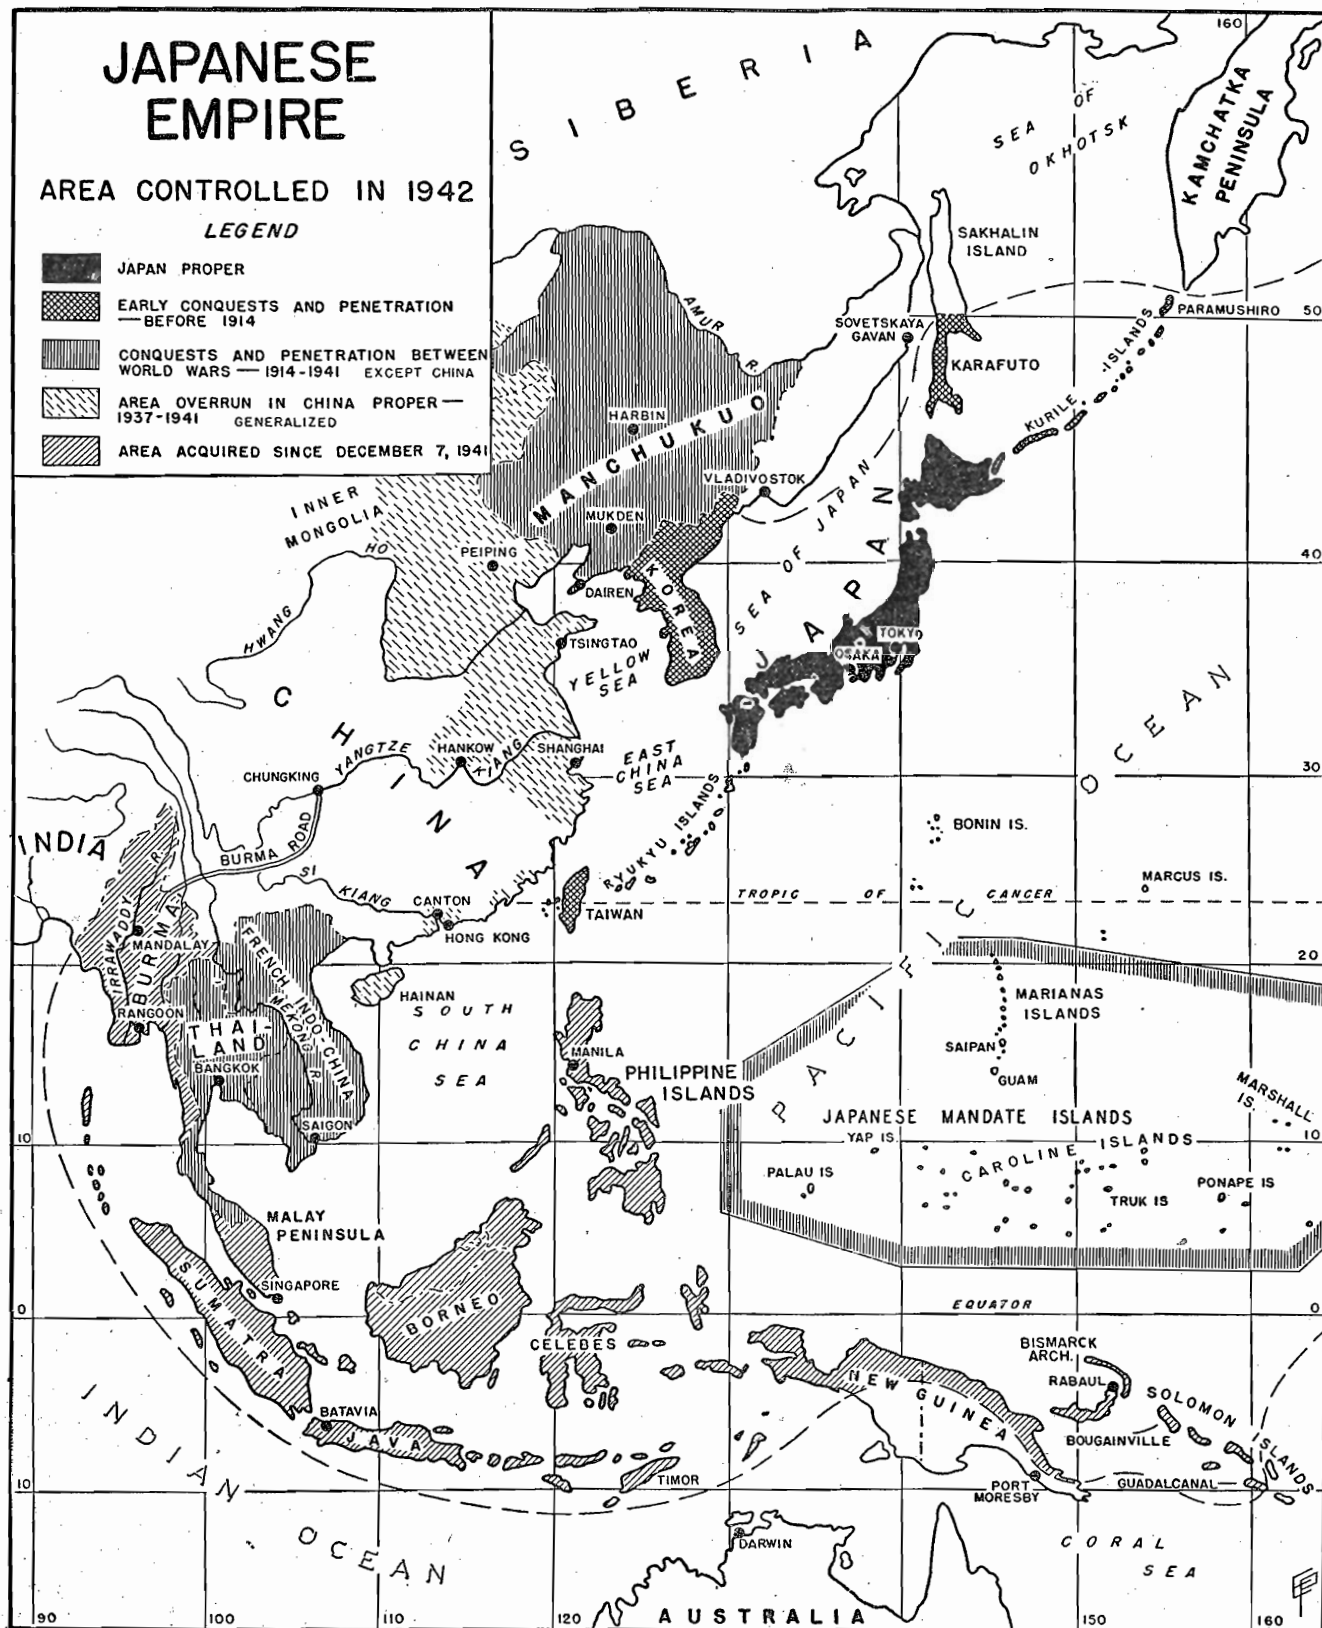 JAPANESE
EMPIRE
AREA CONTROLLED IN 1942
LEGEND
JAPAN PROPER
EARLY CONQUESTS AND PENETRATION
— BEFORE 1914
CONQUESTS AND PENETRATION BETWEEN
WORLD WARS — 1914-1941 EXCEPT CHINA
AREA OVERRUN IN CHINA PROPER —
1937-1941 GENERALIZED
AREA ACQUIRED SINCE DECEMBER 7, 1941
160
SIBERIA
SEA OF
OKHOTSK
KAMCHATKA
PENINSULA
SAKHALIN
ISLAND
AMUR R.
SOVETSKAYA
GAVAN
PARAMUSHIRO
50
KARAFUTO
KURILE ISLANDS
HARBIN
MANCHUKUO
VLADIVOSTOK
MUKDEN
INNER
MONGOLIA
PEIPING
HWANG HO
DAIREN
KOREA
SEA OF JAPAN
JAPAN
40
TOKYO
OSAKA
TSINGTAO
YELLOW
SEA
CHINA
YANGTZE KIANG
HANKOW
SHANGHAI
EAST
CHINA
SEA
CHUNGKING
30
BURMA ROAD
INDIA
SI KIANG
RYUKYU ISLANDS
BONIN IS.
MARCUS IS.
TROPIC OF CANCER
CANTON
HONG KONG
TAIWAN
PACIFIC OCEAN
IRRAWADDY R.
BURMA
MANDALAY
RANGOON
FRENCH INDO-CHINA
MEKONG R.
THAI-
LAND
BANGKOK
SAIGON
HAINAN
SOUTH
CHINA
SEA
20
MARIANAS
ISLANDS
SAIPAN
GUAM
MANILA
PHILIPPINE
ISLANDS
JAPANESE MANDATE ISLANDS
MARSHALL
IS.
10
10
YAP IS.
CAROLINE ISLANDS
PALAU IS
TRUK IS
PONAPE IS
MALAY
PENINSULA
SINGAPORE
SUMATRA
BORNEO
CELEBES
0
EQUATOR
0
BISMARCK
ARCH.
RABAUL
NEW GUINEA
SOLOMON ISLANDS
BATAVIA
JAVA
TIMOR
BOUGAINVILLE
GUADALCANAL
PORT
MORESBY
10
INDIAN
OCEAN
DARWIN
CORAL
SEA
AUSTRALIA
90
100
110
120
150
160